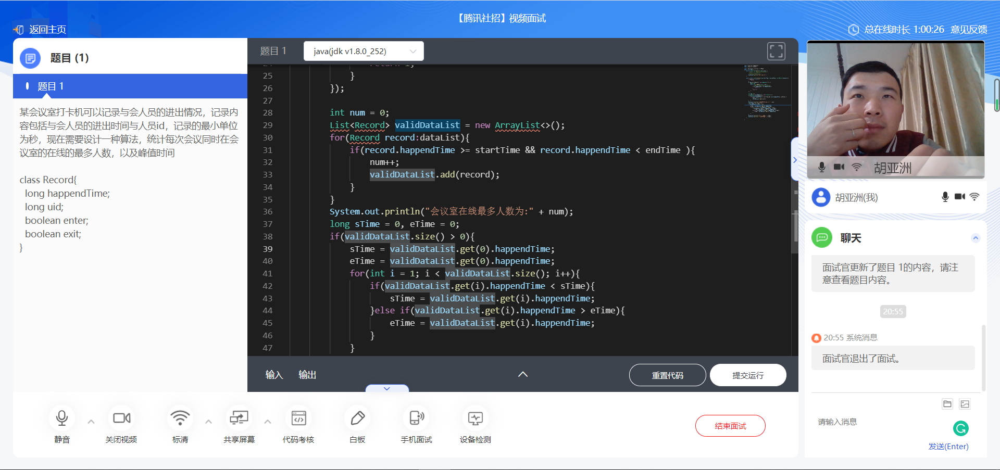 【腾讯社招】视频面试
返回主页
总在线时长 1:00:26 意见反馈
题目 (1)
题目 1
某会议室打卡机可以记录与会人员的进出情况，记录内
容包括与会人员的进出时间与人员id，记录的最小单位
为秒，现在需要设计一种算法，统计每次会议同时在会
议室的在线的最多人数，以及峰值时间
class Record{
long happendTime;
long uid;
boolean enter;
boolean exit;
}
题目 1
java(jdk v1.8.0_252)
25 }
26 });
27
28 int num = 0;
29 List<Record> validDataList = new ArrayList<>();
30 for(Record record:dataList){
31 if(record.happendTime >= startTime && record.happendTime < endTime ){
32 num++;
33 validDataList.add(record);
34 }
35 }
36 System.out.println("会议室在线最多人数为:" + num);
37 long sTime = 0, eTime = 0;
38 if(validDataList.size() > 0){
39 sTime = validDataList.get(0).happendTime;
40 eTime = validDataList.get(0).happendTime;
41 for(int i = 1; i < validDataList.size(); i++){
42 if(validDataList.get(i).happendTime < sTime){
43 sTime = validDataList.get(i).happendTime;
44 }else if(validDataList.get(i).happendTime > eTime){
45 eTime = validDataList.get(i).happendTime;
46 }
47 }
输入 输出
重置代码
提交运行
静音
关闭视频
标清
共享屏幕
代码考核
白板
手机面试
设备检测
结束面试
胡亚洲
胡亚洲(我)
聊天
面试官更新了题目 1的内容，请注
意查看题目内容。
20:55
20:55 系统消息
面试官退出了面试。
请输入消息
发送(Enter)